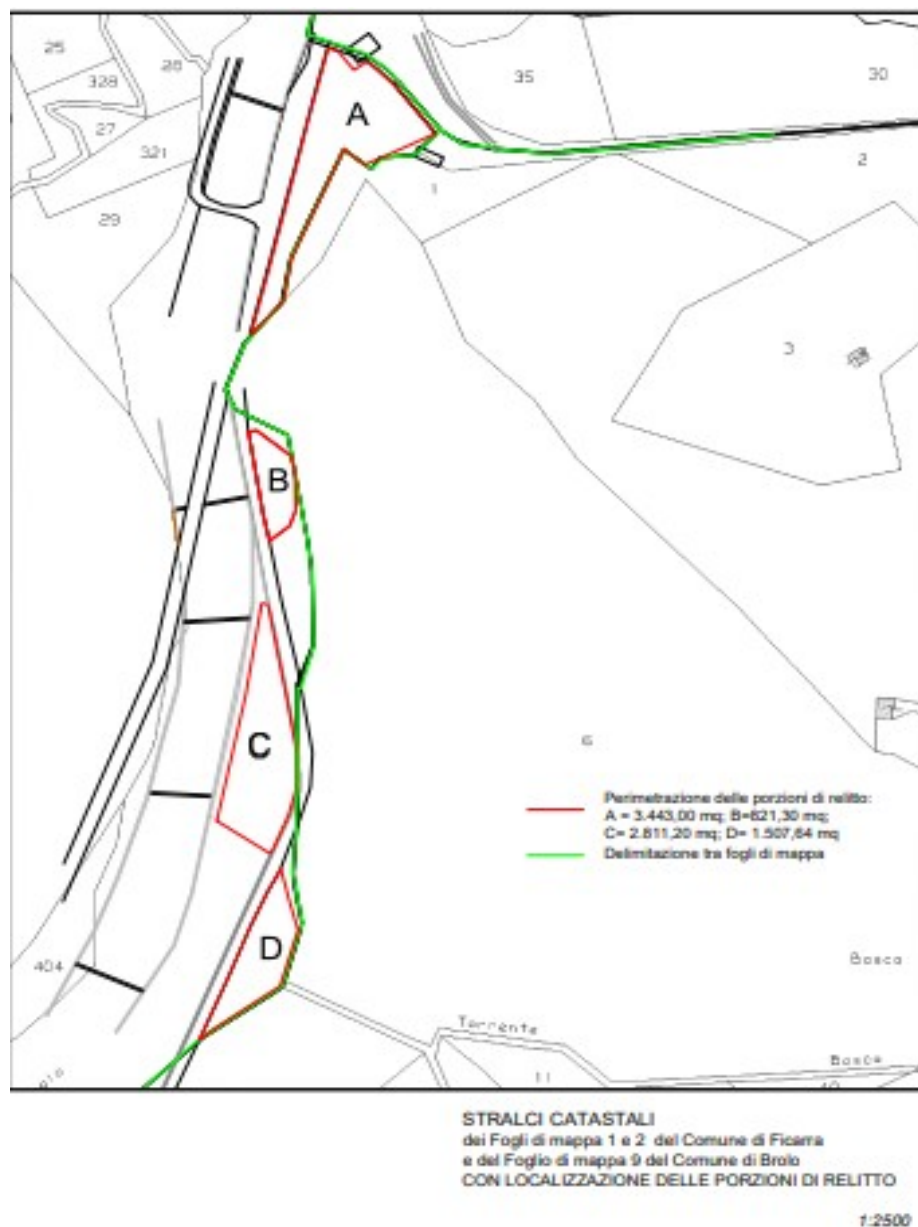 25
28
35
30
328
A
27
321
2
1
29
3
B
C
6
Perimetrazione delle porzioni di relitto:
A = 3.443,00 mq; B=621,30 mq;
C= 2.811,20 mq; D= 1.507,64 mq
Delimitazione tra fogli di mappa
D
404
Bosco
Torrente
Bosco
11
STRALCI CATASTALI
dei Fogli di mappa 1 e 2 del Comune di Ficarra
e del Foglio di mappa 9 del Comune di Brolo
CON LOCALIZZAZIONE DELLE PORZIONI DI RELITTO
1:2500